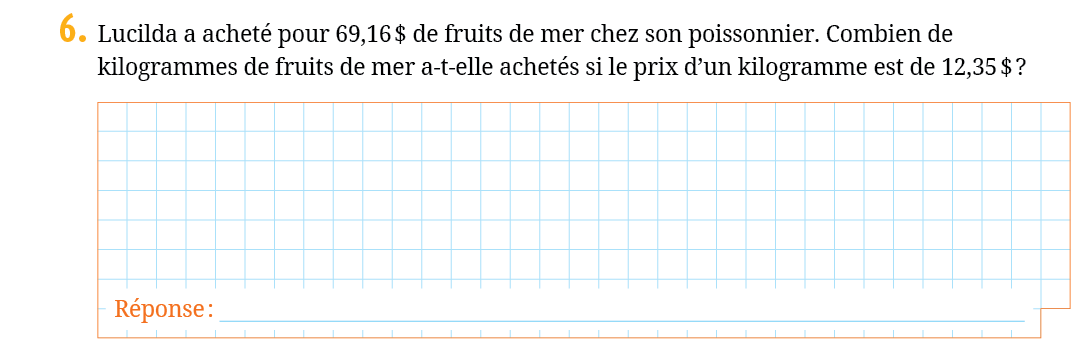 6. Lucilda a acheté pour 69,16 $ de fruits de mer chez son poissonnier. Combien de
kilogrammes de fruits de mer a-t-elle achetés si le prix d’un kilogramme est de 12,35 $ ?
Réponse :